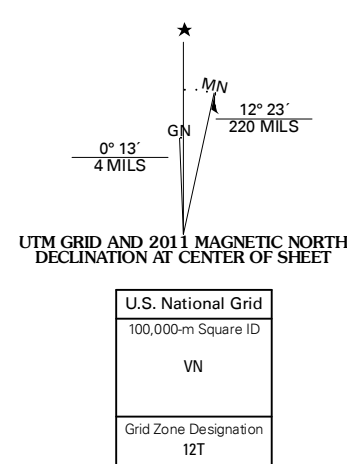 MN
GN
12° 23´
220 MILS
0° 13´
4 MILS
UTM GRID AND 2011 MAGNETIC NORTH
DECLINATION AT CENTER OF SHEET
U.S. National Grid
100,000-m Square ID
VN
Grid Zone Designation
12T